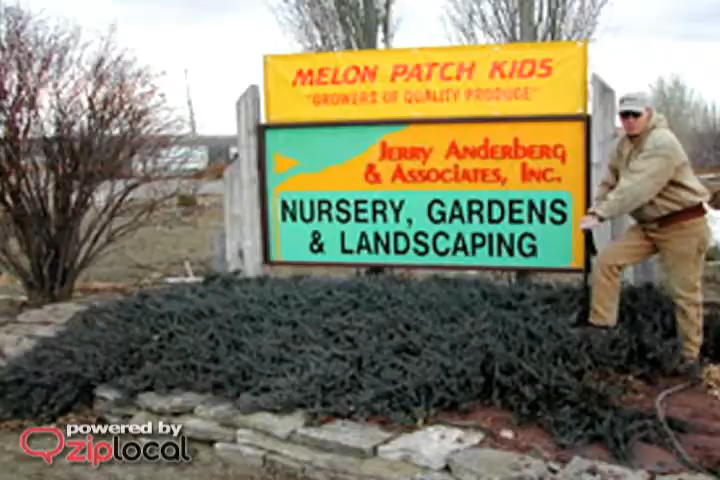 MELON PATCH KIDS
"GROWERS OF QUALITY PRODUCE"
JERRY ANDERBERG
& ASSOCIATES, INC.
NURSERY, GARDENS
& LANDSCAPING
powered by
ziplocal